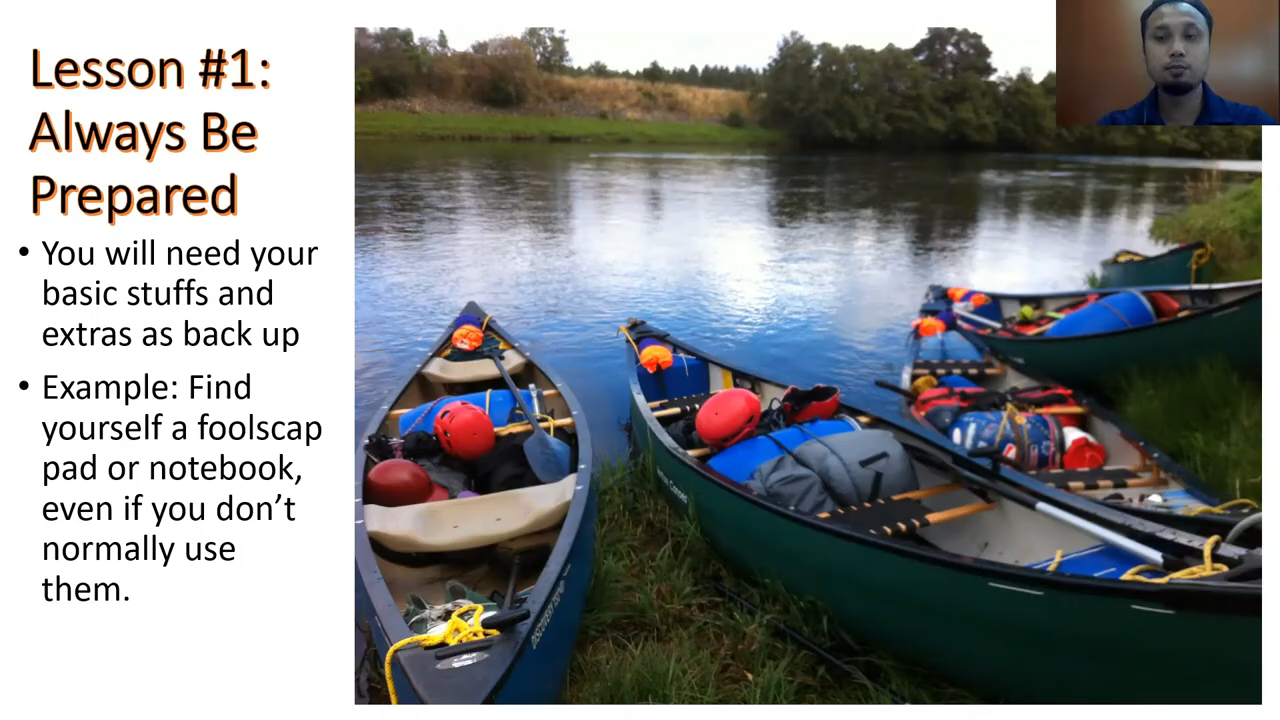 Lesson #1:
Always Be
Prepared
• You will need your
basic stuffs and
extras as back up
• Example: Find
yourself a foolscap
pad or notebook,
even if you don’t
normally use
them.
DISCOVERY